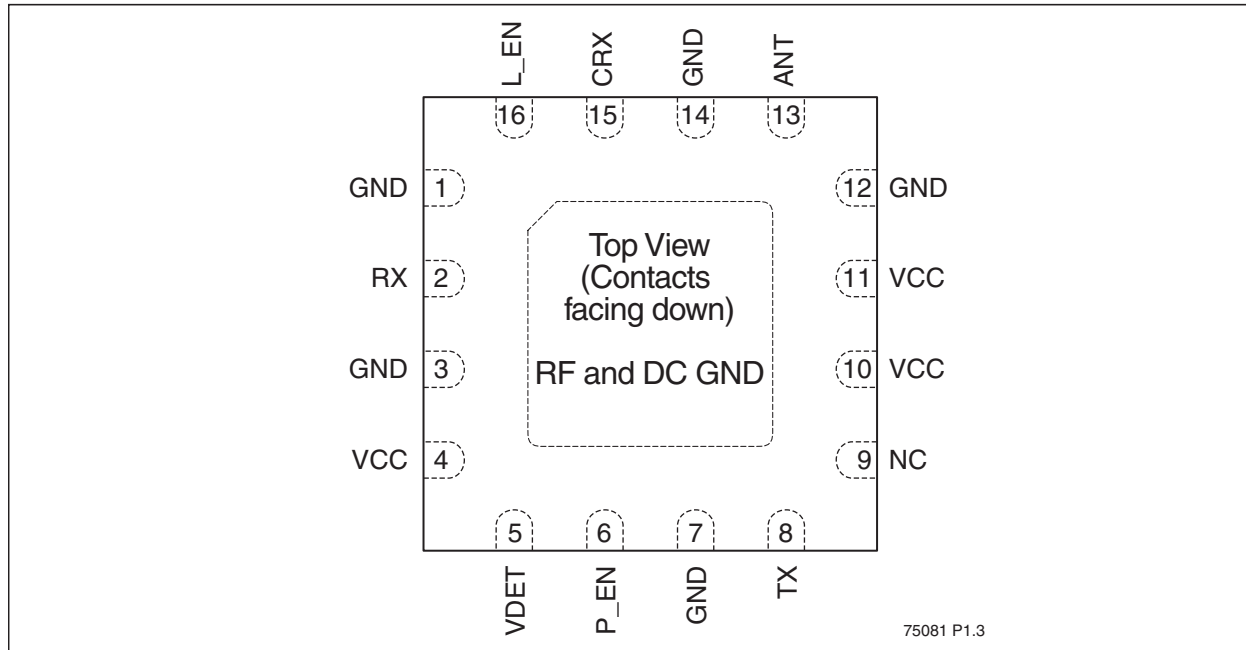 L_EN
CRX
GND
ANT
16
15
14
13
GND 1
12 GND
RX 2
11 VCC
GND 3
10 VCC
VCC 4
9 NC
Top View
(Contacts
facing down)
RF and DC GND
5
6
7
8
VDET
P_EN
GND
TX
75081 P1.3